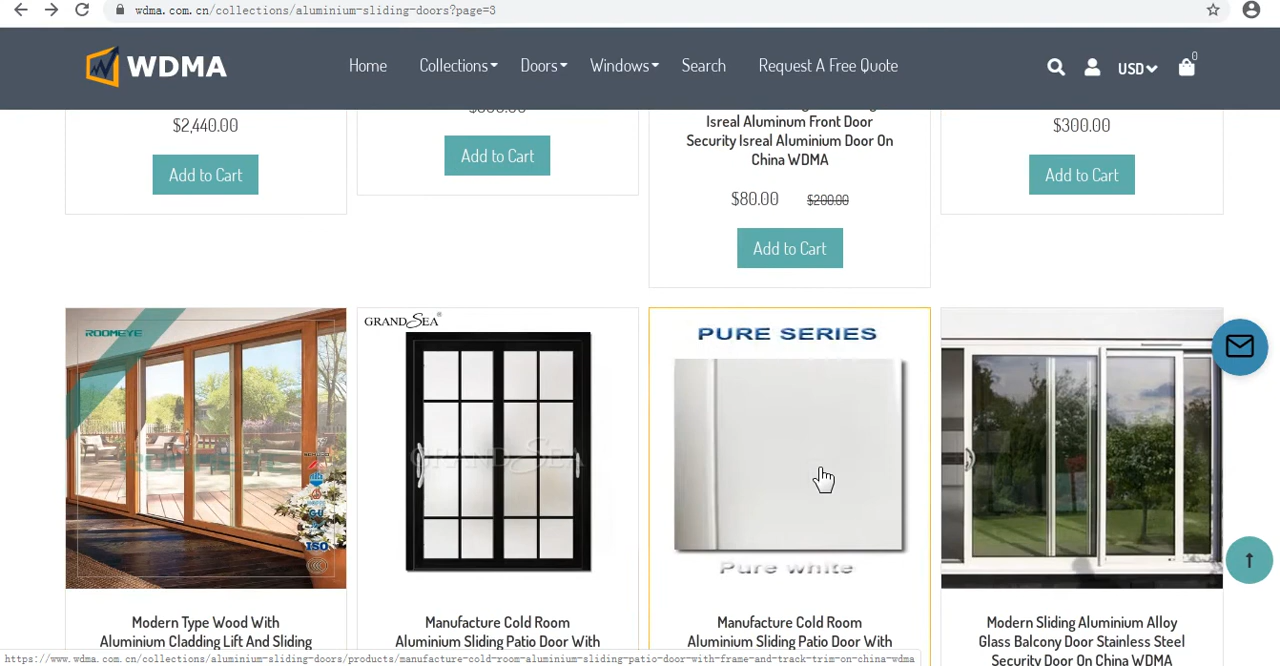 wdma.com.cn/collections/aluminium-sliding-doors?page=3
WDMA
Home
Collections
Doors
Windows
Search
Request A Free Quote
USD
0
$2,440.00
Add to Cart
Add to Cart
Isreal Aluminum Front Door
Security Isreal Aluminium Door On
China WDMA
$80.00 $200.00
Add to Cart
$300.00
Add to Cart
ROOMEYE
ISO
Modern Type Wood With
Aluminium Cladding Lift And Sliding
GRANDSEA®
GRANDSEA
Manufacture Cold Room
Aluminium Sliding Patio Door With
PURE SERIES
Pure white
Manufacture Cold Room
Aluminium Sliding Patio Door With
Modern Sliding Aluminium Alloy
Glass Balcony Door Stainless Steel
Security Door On China WDMA
https://www.wdma.com.cn/collections/aluminium-sliding-doors/products/manufacture-cold-room-aluminium-sliding-patio-door-with-frame-and-track-trim-on-china-wdma